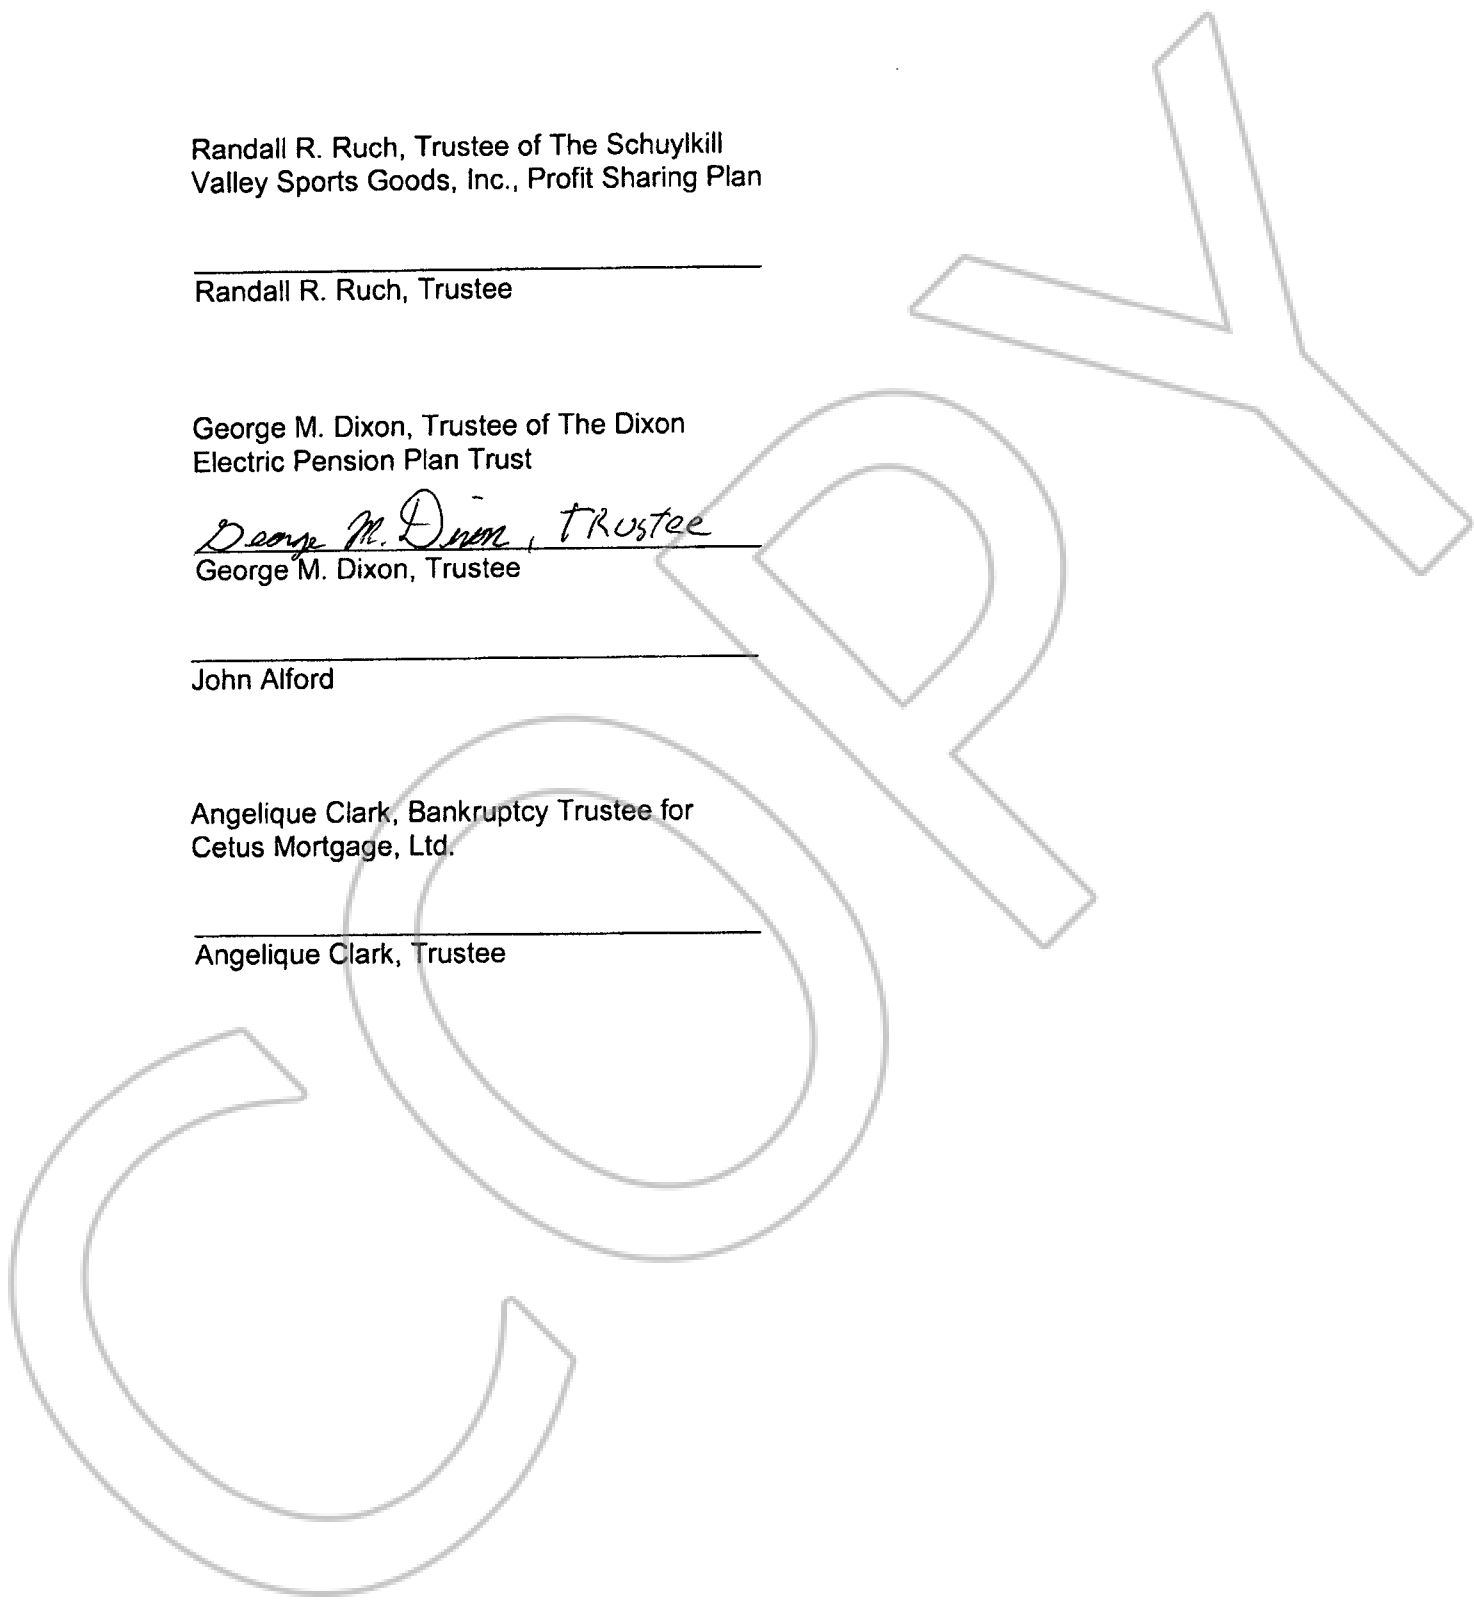 Randall R. Ruch, Trustee of The Schuylkill
Valley Sports Goods, Inc., Profit Sharing Plan
Randall R. Ruch, Trustee
George M. Dixon, Trustee of The Dixon
Electric Pension Plan Trust
George M. Dixon, TRustee
George M. Dixon, Trustee
John Alford
Angelique Clark, Bankruptcy Trustee for
Cetus Mortgage, Ltd.
Angelique Clark, Trustee
COPY